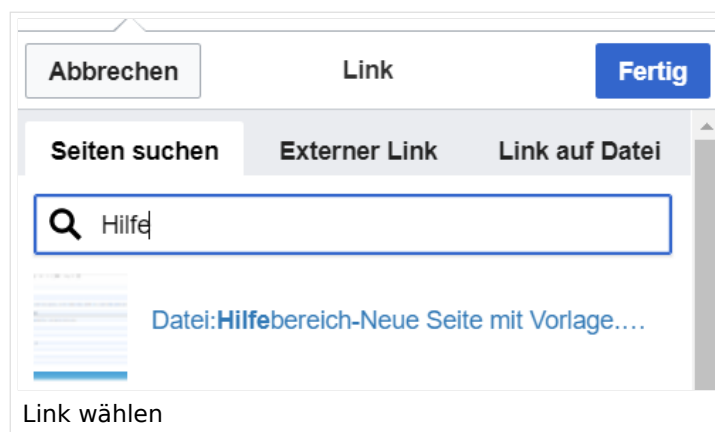 Abbrechen Link Fertig
Seiten suchen Externer Link Link auf Datei
Hilfe
Datei:Hilfebereich-Neue Seite mit Vorlage.…
Link wählen